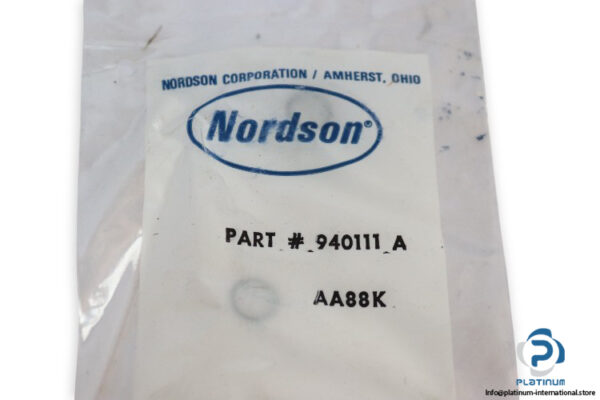 NORDSON CORPORATION / AMHERST, OHIO
Nordson®
PART # 940111 A
AA88K
PLATINUM
Info@platinum-international.store